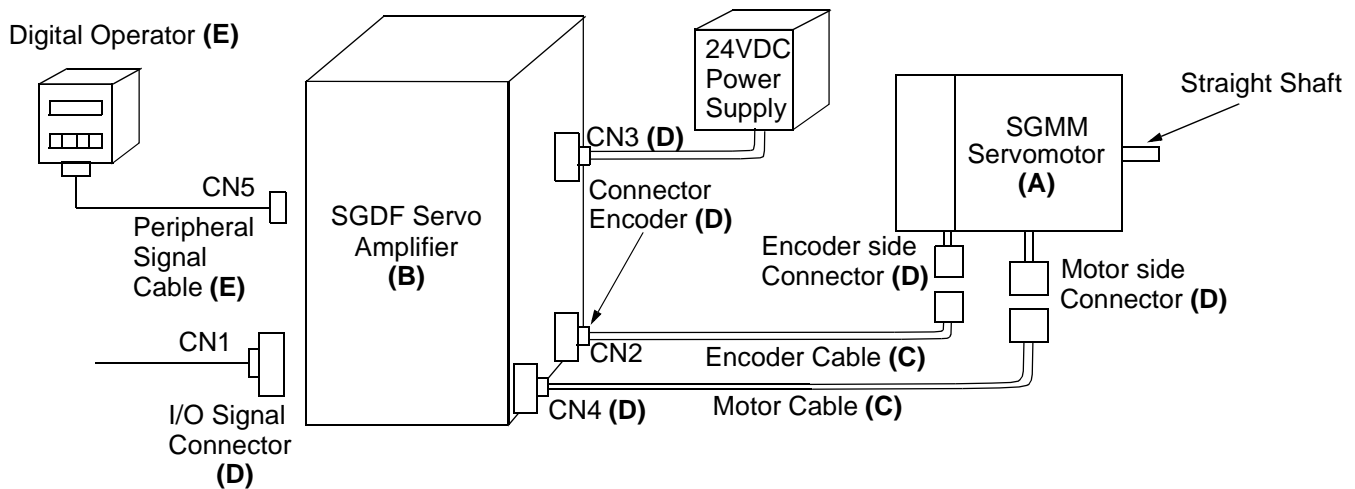 Digital Operator (E)
24VDC
Power
Supply
Straight Shaft
SGMM
Servomotor
(A)
CN3 (D)
Connector
Encoder (D)
CN5
Peripheral
Signal
Cable (E)
SGDF Servo
Amplifier
(B)
Encoder side
Connector (D)
Motor side
Connector (D)
CN1
I/O Signal
Connector
(D)
CN2
Encoder Cable (C)
CN4 (D)
Motor Cable (C)